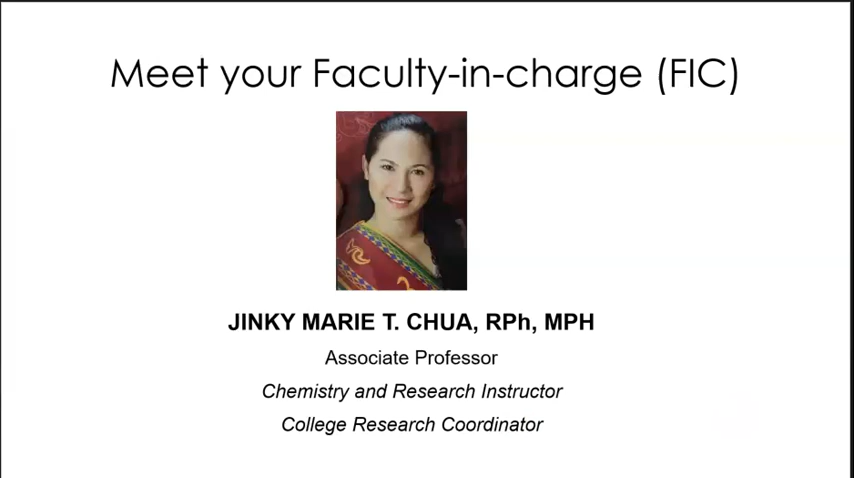 Meet your Faculty-in-charge (FIC)
JINKY MARIE T. CHUA, RPh, MPH
Associate Professor
Chemistry and Research Instructor
College Research Coordinator